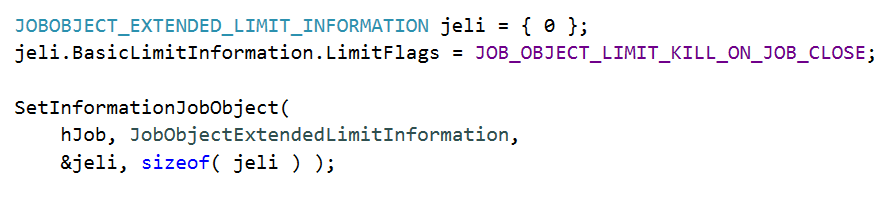 JOBOBJECT_EXTENDED_LIMIT_INFORMATION jeli = { 0 };
jeli.BasicLimitInformation.LimitFlags = JOB_OBJECT_LIMIT_KILL_ON_JOB_CLOSE;
SetInformationJobObject(
hJob, JobObjectExtendedLimitInformation,
&jeli, sizeof( jeli ) );